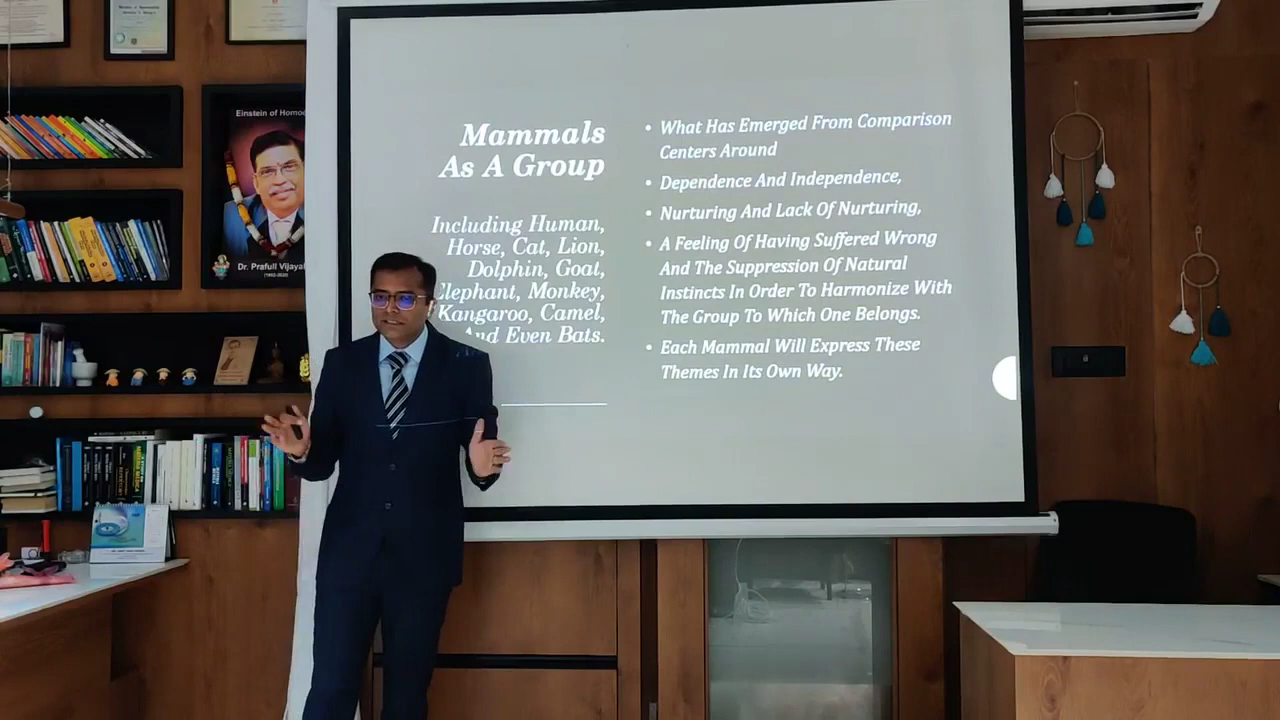 Einstein of Homoeo
Dr. Prafull Vijayak
Mammals
As A Group
Including Human,
Horse, Cat, Lion,
Dolphin, Goat,
Elephant, Monkey,
Kangaroo, Camel,
And Even Bats.
• What Has Emerged From Comparison
Centers Around
• Dependence And Independence,
• Nurturing And Lack Of Nurturing,
• A Feeling Of Having Suffered Wrong
And The Suppression Of Natural
Instincts In Order To Harmonize With
The Group To Which One Belongs.
• Each Mammal Will Express These
Themes In Its Own Way.